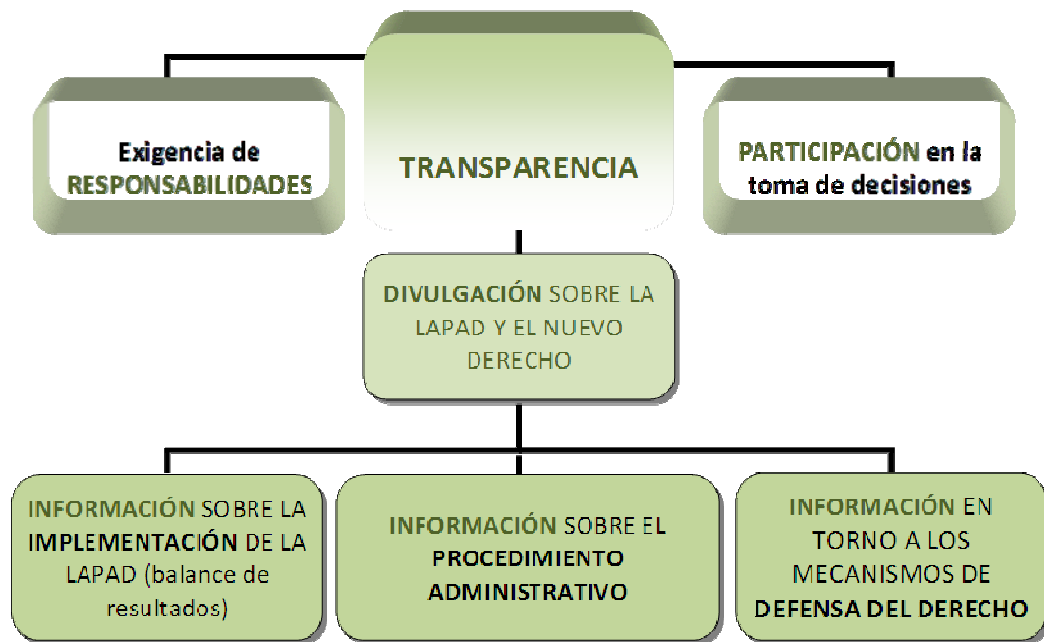 Exigencia de
RESPONSABILIDADES
TRANSPARENCIA
PARTICIPACIÓN en la
toma de decisiones
DIVULGACIÓN SOBRE LA
LAPAD Y EL NUEVO
DERECHO
INFORMACIÓN SOBRE LA
IMPLEMENTACIÓN DE LA
LAPAD (balance de
resultados)
INFORMACIÓN SOBRE EL
PROCEDIMIENTO
ADMINISTRATIVO
INFORMACIÓN EN
TORNO A LOS
MECANISMOS DE
DEFENSA DEL DERECHO